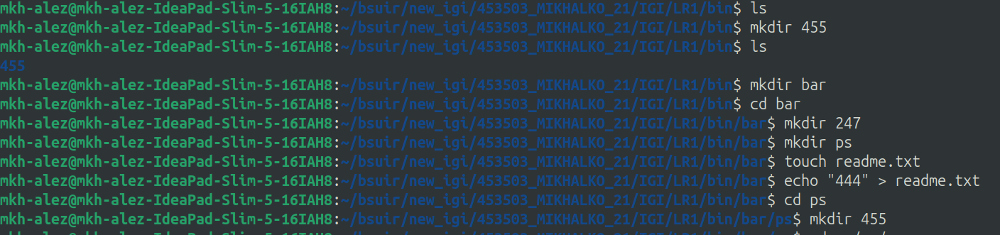 mkh-alez@mkh-alez-IdeaPad-Slim-5-16IAH8:~/bsuir/new_igi/453503_MIKHALKO_21/IGI/LR1/bin$ ls
mkh-alez@mkh-alez-IdeaPad-Slim-5-16IAH8:~/bsuir/new_igi/453503_MIKHALKO_21/IGI/LR1/bin$ mkdir 455
mkh-alez@mkh-alez-IdeaPad-Slim-5-16IAH8:~/bsuir/new_igi/453503_MIKHALKO_21/IGI/LR1/bin$ ls
455
mkh-alez@mkh-alez-IdeaPad-Slim-5-16IAH8:~/bsuir/new_igi/453503_MIKHALKO_21/IGI/LR1/bin$ mkdir bar
mkh-alez@mkh-alez-IdeaPad-Slim-5-16IAH8:~/bsuir/new_igi/453503_MIKHALKO_21/IGI/LR1/bin$ cd bar
mkh-alez@mkh-alez-IdeaPad-Slim-5-16IAH8:~/bsuir/new_igi/453503_MIKHALKO_21/IGI/LR1/bin/bar$ mkdir 247
mkh-alez@mkh-alez-IdeaPad-Slim-5-16IAH8:~/bsuir/new_igi/453503_MIKHALKO_21/IGI/LR1/bin/bar$ mkdir ps
mkh-alez@mkh-alez-IdeaPad-Slim-5-16IAH8:~/bsuir/new_igi/453503_MIKHALKO_21/IGI/LR1/bin/bar$ touch readme.txt
mkh-alez@mkh-alez-IdeaPad-Slim-5-16IAH8:~/bsuir/new_igi/453503_MIKHALKO_21/IGI/LR1/bin/bar$ echo "444" > readme.txt
mkh-alez@mkh-alez-IdeaPad-Slim-5-16IAH8:~/bsuir/new_igi/453503_MIKHALKO_21/IGI/LR1/bin/bar$ cd ps
mkh-alez@mkh-alez-IdeaPad-Slim-5-16IAH8:~/bsuir/new_igi/453503_MIKHALKO_21/IGI/LR1/bin/bar/ps$ mkdir 455